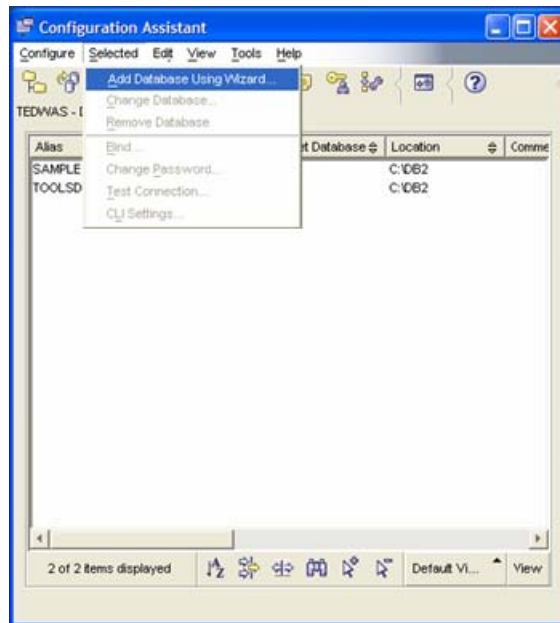 Configuration Assistant
Configure Selected Edit View Tools Help
Add Database Using Wizard...
Change Database...
Remove Database
Bind...
Change Password...
Test Connection...
CLI Settings...
TEDWAS -
Alias t Database Location Comme
SAMPLE C:\DB2
TOOLSD C:\DB2
2 of 2 items displayed Default Vi... View